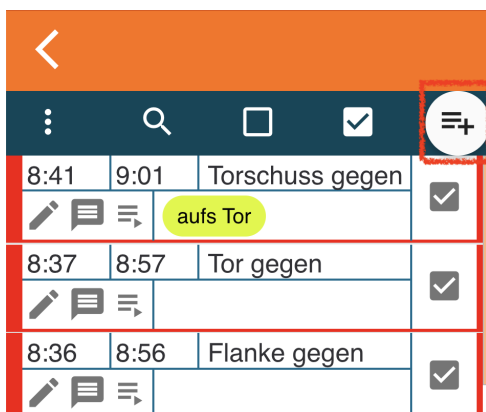 8:41 9:01 Torschuss gegen
aufs Tor
8:37 8:57 Tor gegen
8:36 8:56 Flanke gegen